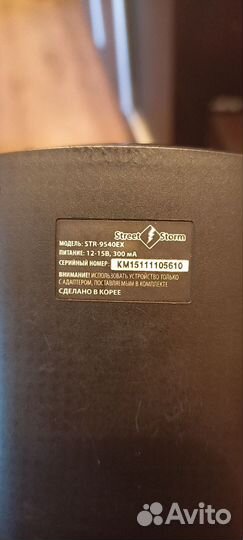 Street Storm
МОДЕЛЬ: STR-9540EX
ПИТАНИЕ: 12-15В, 300 мА
СЕРИЙНЫЙ НОМЕР: KM15111105610
ВНИМАНИЕ! ИСПОЛЬЗОВАТЬ УСТРОЙСТВО ТОЛЬКО
С АДАПТЕРОМ, ПОСТАВЛЯЕМЫМ В КОМПЛЕКТЕ.
СДЕЛАНО В КОРЕЕ
Avito